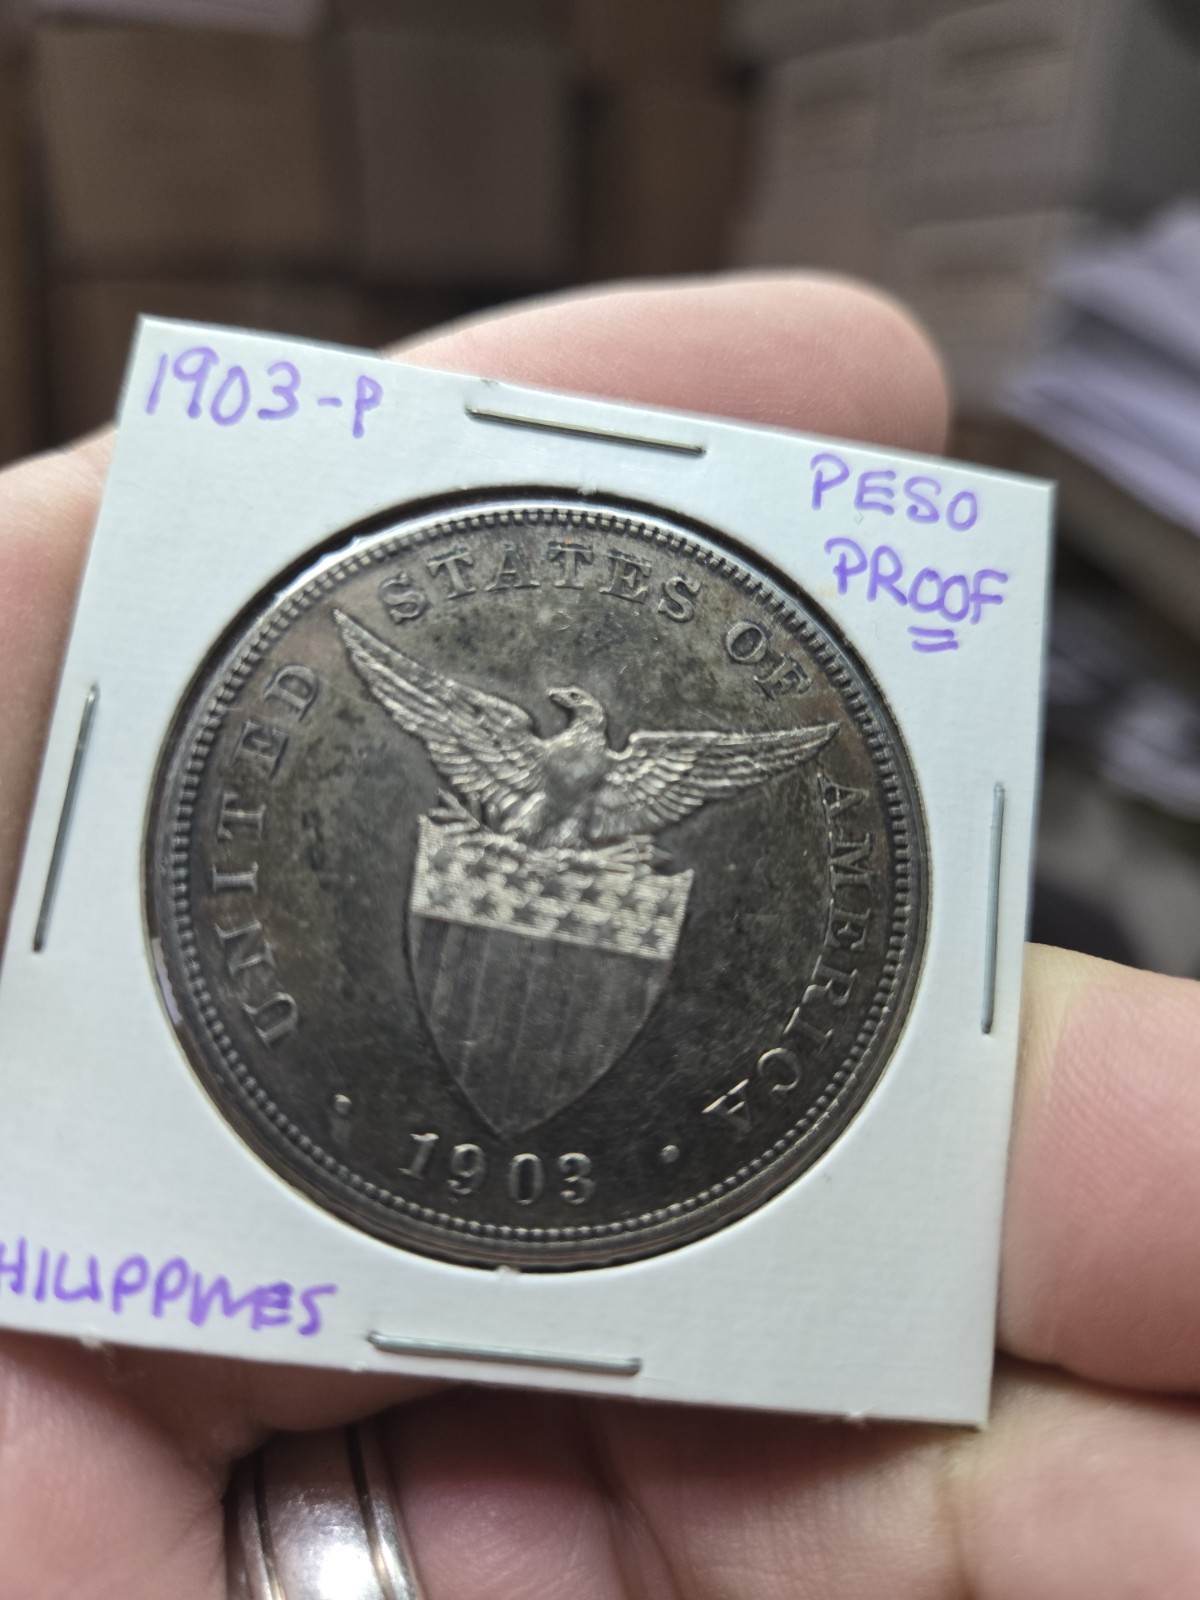 1903-P
PESO
PROOF
UNITED STATES OF AMERICA
· 1903 ·
HILIPPINES